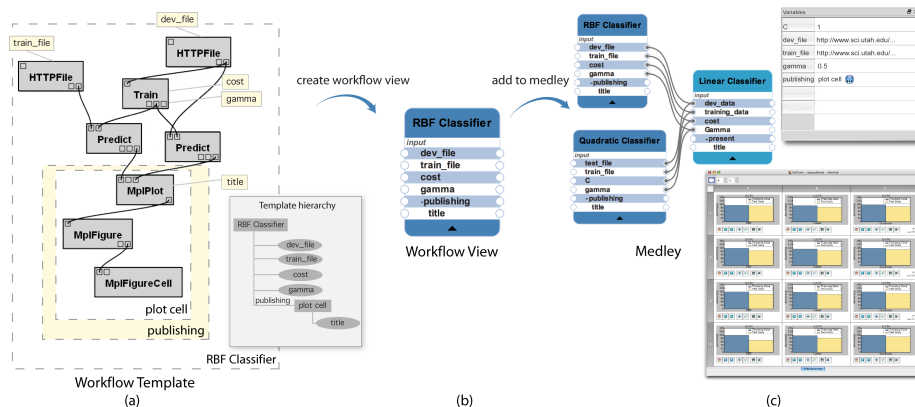 dev_file
train_file
HTTPFile
HTTPFile
Train
cost
gamma
Predict
Predict
MplPlot
title
MplFigure
MplFigureCell
plot cell
publishing
RBF Classifier
Workflow Template
(a)
Template hierarchy
RBF Classifier
dev_file
train_file
cost
gamma
publishing
plot cell
title
create workflow view
RBF Classifier
input
dev_file
train_file
cost
gamma
-publishing
title
Workflow View
(b)
add to medley
RBF Classifier
input
dev_file
train_file
cost
gamma
-publishing
title
Quadratic Classifier
input
test_file
train_file
C
gamma
-publishing
title
Linear Classifier
input
dev_data
training_data
cost
Gamma
-present
title
Medley
Variables
C 1
dev_file http://www.sci.utah.edu/...
train_file http://www.sci.utah.edu/...
gamma 0.5
publishing plot cell
(c)